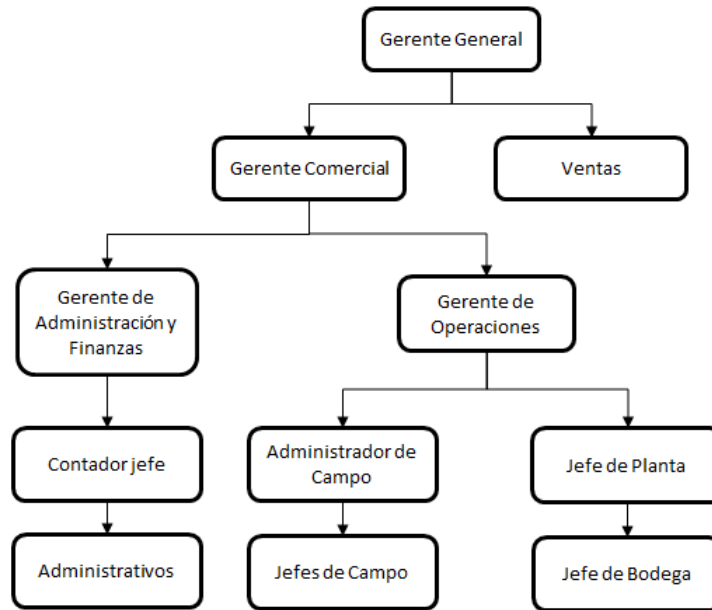 Gerente General
Gerente Comercial
Ventas
Gerente de
Administración y
Finanzas
Gerente de
Operaciones
Contador jefe
Administrador de
Campo
Jefe de Planta
Administrativos
Jefes de Campo
Jefe de Bodega